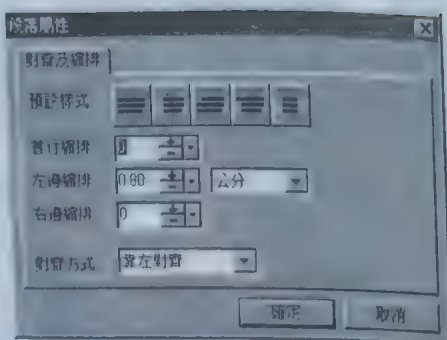 段落屬性
對齊及縮排
預設樣式
首行縮排 0
左邊縮排 0.80 公分
右邊縮排 0
對齊方式 靠左對齊
確定 取消